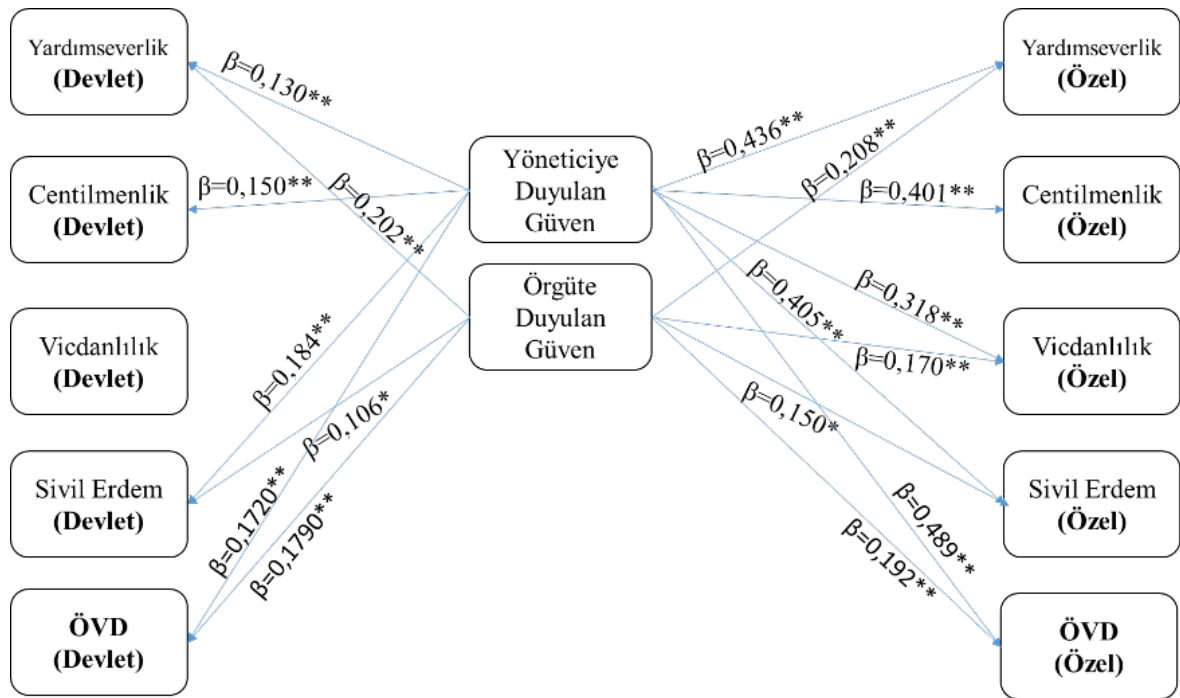 Yardımseverlik
(Devlet)
Centilmenlik
(Devlet)
Vicdanlılık
(Devlet)
Sivil Erdem
(Devlet)
ÖVD
(Devlet)
β=0,130**
β=0,150**
β=0,202**
β=0,184**
β=0,106*
β=0,1720**
β=0,1790**
Yöneticiye
Duyulan
Güven
Örgüte
Duyulan
Güven
β=0,436**
β=0,208**
β=0,401**
β=0,318**
β=0,405**
β=0,170**
β=0,150*
β=0,489**
β=0,192**
Yardımseverlik
(Özel)
Centilmenlik
(Özel)
Vicdanlılık
(Özel)
Sivil Erdem
(Özel)
ÖVD
(Özel)